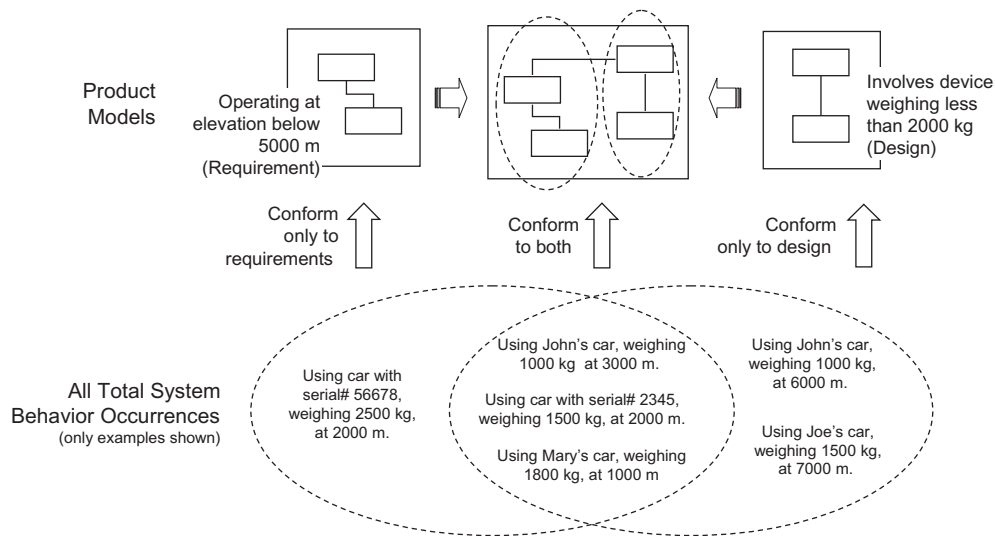 Product
Models
Operating at
elevation below
5000 m
(Requirement)
Involves device
weighing less
than 2000 kg
(Design)
Conform
only to
requirements
Conform
to both
Conform
only to design
All Total System
Behavior Occurrences
(only examples shown)
Using car with
serial# 56678,
weighing 2500 kg,
at 2000 m.
Using John's car, weighing
1000 kg at 3000 m.
Using car with serial# 2345,
weighing 1500 kg, at 2000 m.
Using Mary's car, weighing
1800 kg, at 1000 m
Using John's car,
weighing 1000 kg,
at 6000 m.
Using Joe's car,
weighing 1500 kg,
at 7000 m.